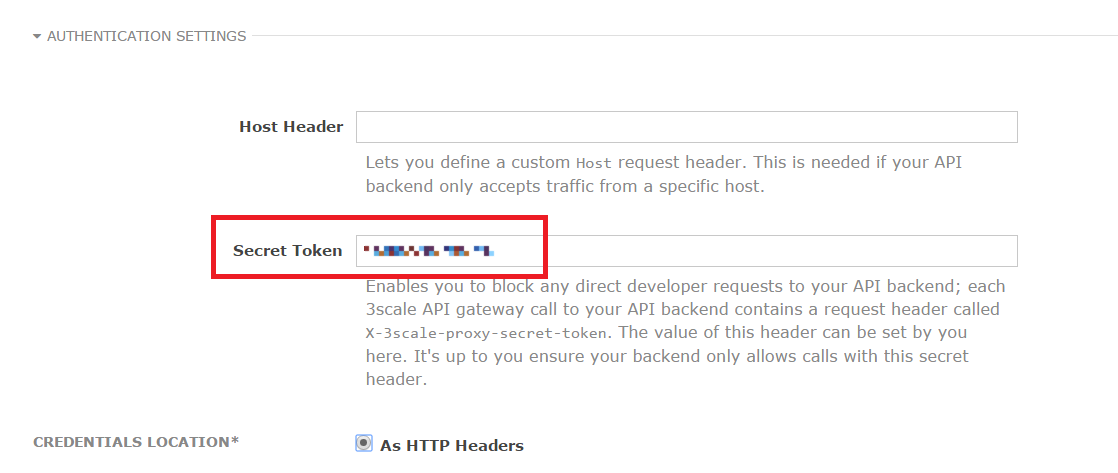 AUTHENTICATION SETTINGS
Host Header
Lets you define a custom Host request header. This is needed if your API
backend only accepts traffic from a specific host.
Secret Token
Enables you to block any direct developer requests to your API backend; each
3scale API gateway call to your API backend contains a request header called
X-3scale-proxy-secret-token. The value of this header can be set by you
here. It's up to you ensure your backend only allows calls with this secret
header.
CREDENTIALS LOCATION* As HTTP Headers